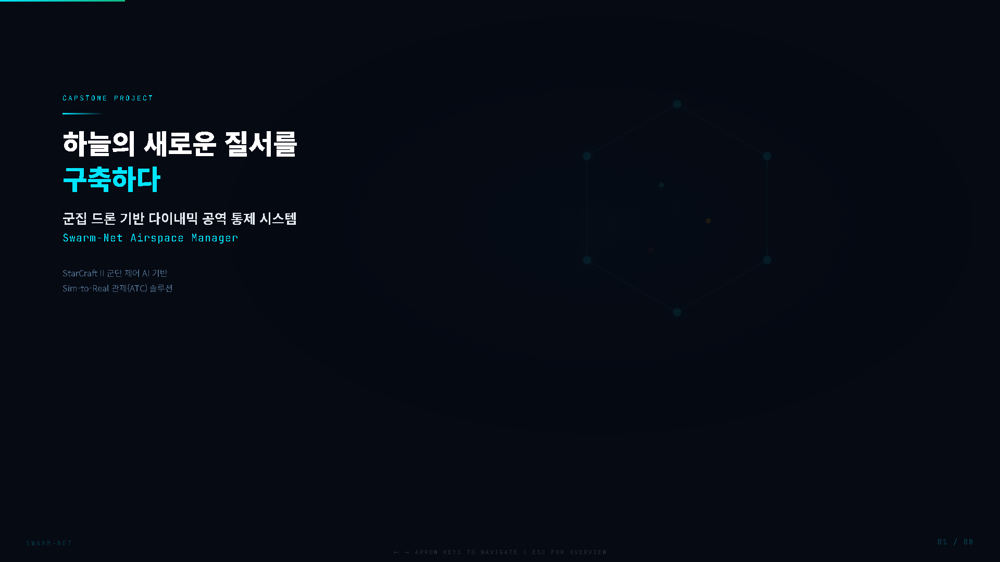 CAPSTONE PROJECT
하늘의 새로운 질서를
구축하다
군집 드론 기반 다이내믹 공역 통제 시스템
Swarm-Net Airspace Manager
StarCraft II 군단 제어 AI 기반
Sim-to-Real 관제(ATC) 솔루션
SWARM-NET
← → ARROW KEYS TO NAVIGATE | ESC FOR OVERVIEW
01 / 08